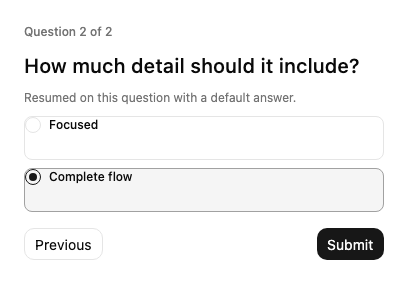 Question 2 of 2
How much detail should it include?
Resumed on this question with a default answer.
Focused
Complete flow
Previous
Submit